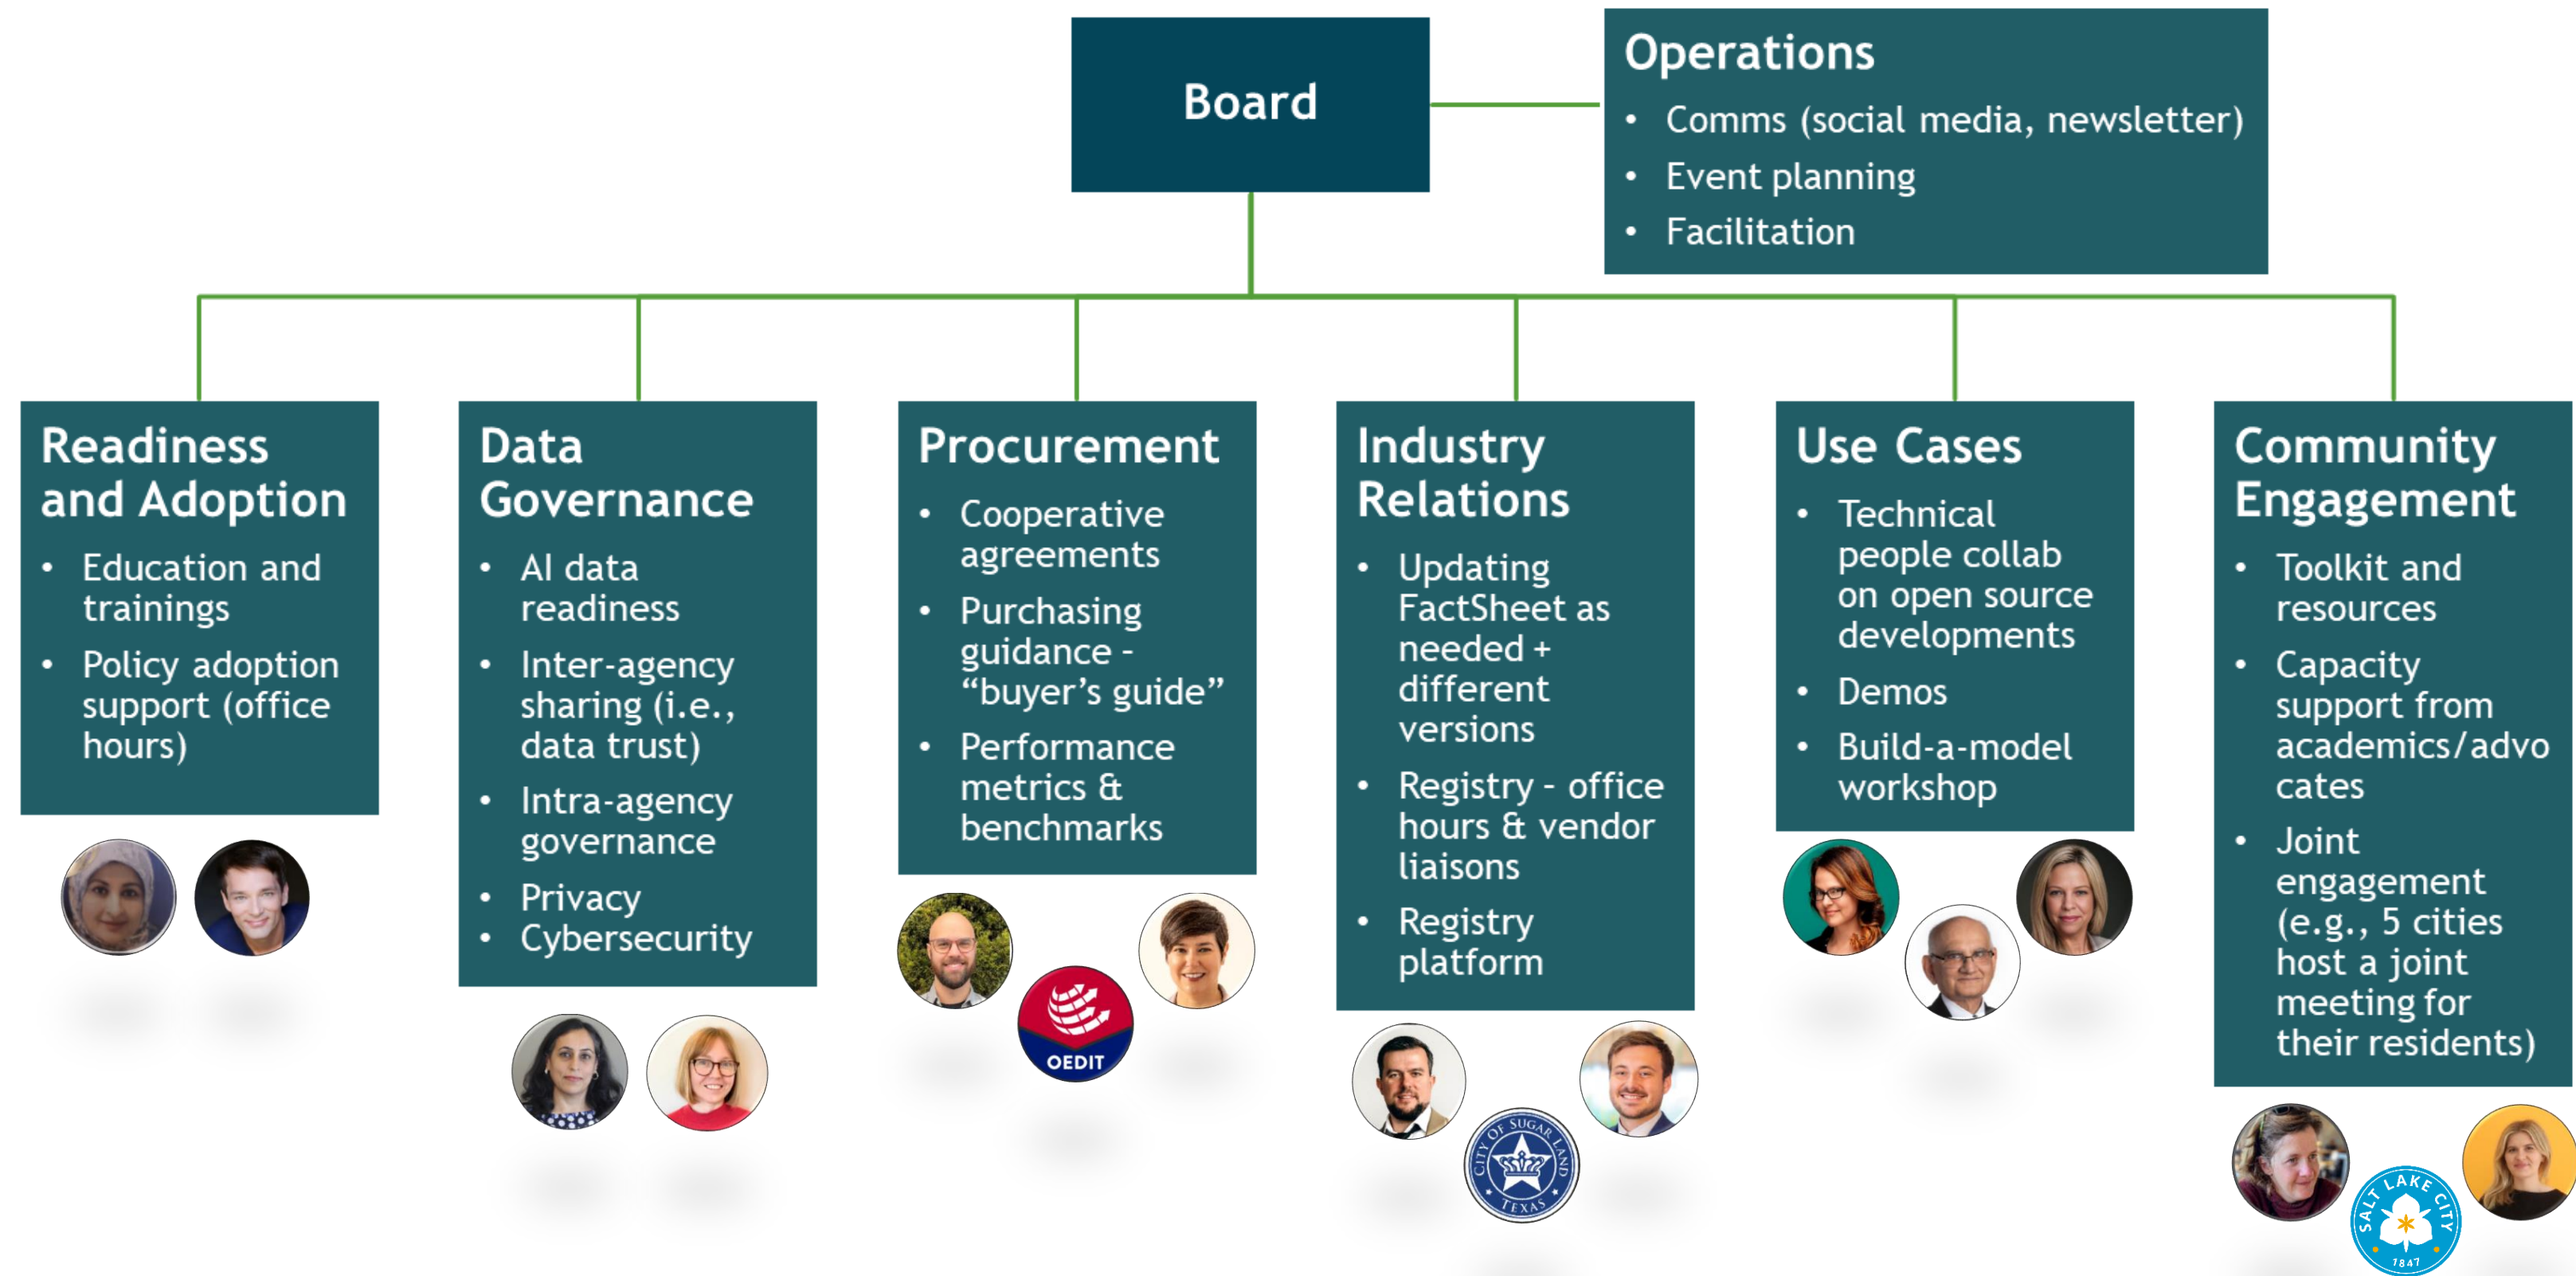 Board
Operations
• Comms (social media, newsletter)
• Event planning
• Facilitation
Readiness
and Adoption
• Education and
trainings
• Policy adoption
support (office
hours)
Data
Governance
• AI data
readiness
• Inter-agency
sharing (i.e.,
data trust)
• Intra-agency
governance
• Privacy
• Cybersecurity
Procurement
• Cooperative
agreements
• Purchasing
guidance –
“buyer’s guide”
• Performance
metrics &
benchmarks
OEDIT
Industry
Relations
• Updating
FactSheet as
needed +
different
versions
• Registry – office
hours & vendor
liaisons
• Registry
platform
CITY OF SUGAR LAND
TEXAS
Use Cases
• Technical
people collab
on open source
developments
• Demos
• Build-a-model
workshop
Community
Engagement
• Toolkit and
resources
• Capacity
support from
academics/advo
cates
• Joint
engagement
(e.g., 5 cities
host a joint
meeting for
their residents)
SALT LAKE CITY
1847